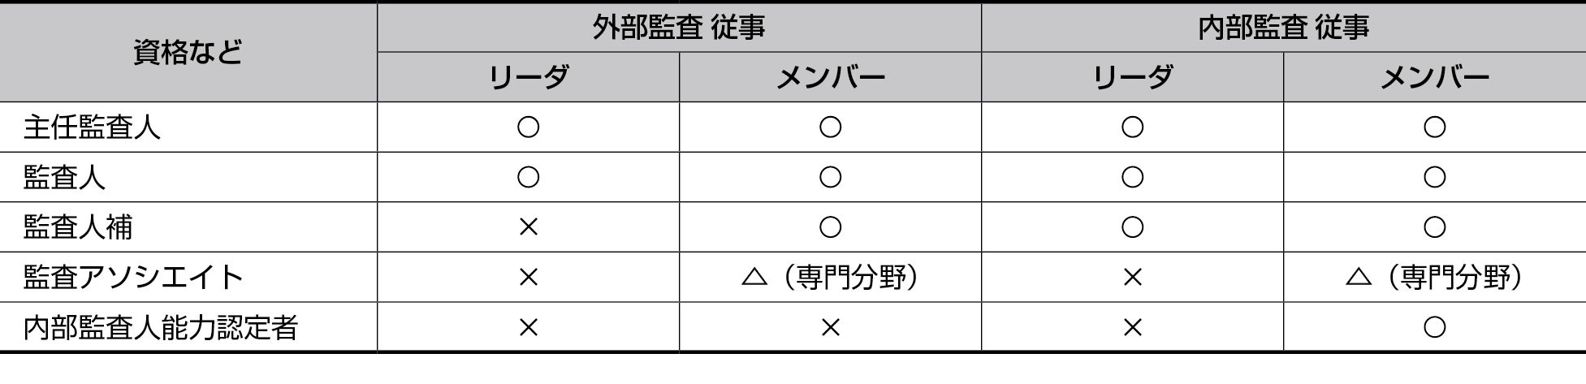 資格など
外部監査 従事
内部監査 従事
リーダ
メンバー
リーダ
メンバー
主任監査人 ○ ○ ○ ○
監査人 ○ ○ ○ ○
監査人補 × ○ ○ ○
監査アソシエイト × △（専門分野） × △（専門分野）
内部監査人能力認定者 × × × ○